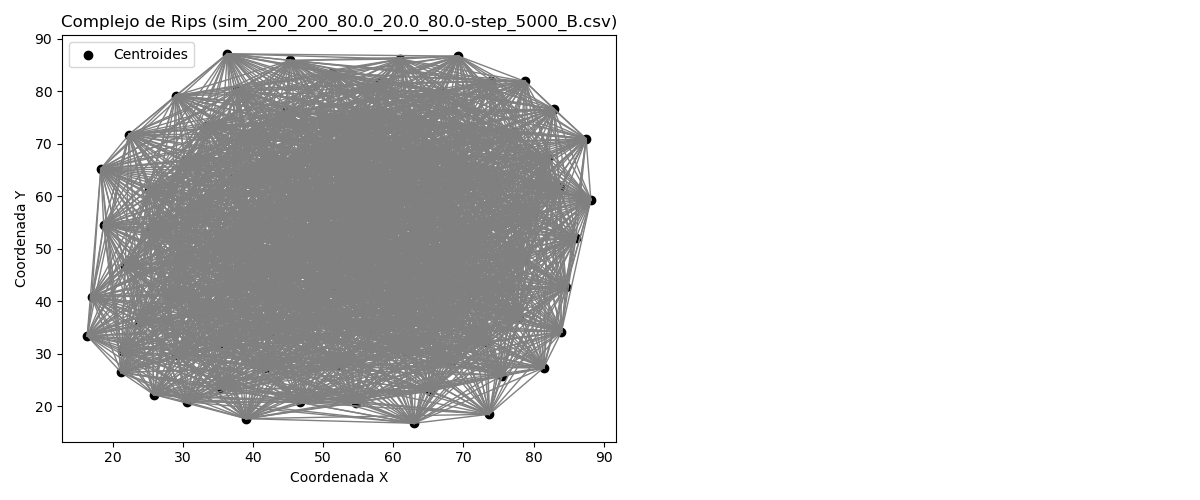 Complejo de Rips (sim_200_200_80.0_20.0_80.0-step_5000_B.csv)
Centroides
90
80
70
60
50
40
30
20
Coordenada Y
20 30 40 50 60 70 80 90
Coordenada X